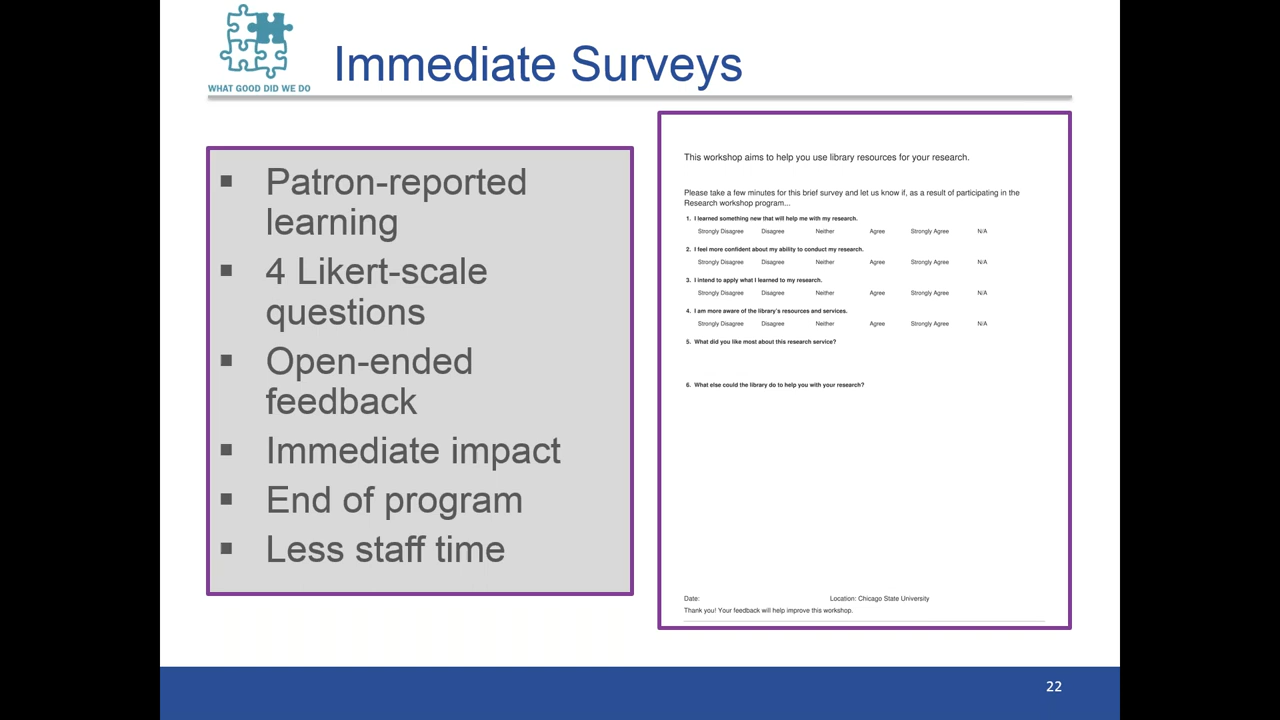 WHAT GOOD DID WE DO
Immediate Surveys
▪ Patron-reported
learning
▪ 4 Likert-scale
questions
▪ Open-ended
feedback
▪ Immediate impact
▪ End of program
▪ Less staff time
This workshop aims to help you use library resources for your research.
Please take a few minutes for this brief survey and let us know if, as a result of participating in the
Research workshop program...
1. I learned something new that will help me with my research.
Strongly Disagree Disagree Neither Agree Strongly Agree N/A
2. I feel more confident about my ability to conduct my research.
Strongly Disagree Disagree Neither Agree Strongly Agree N/A
3. I intend to apply what I learned to my research.
Strongly Disagree Disagree Neither Agree Strongly Agree N/A
4. I am more aware of the library's resources and services.
Strongly Disagree Disagree Neither Agree Strongly Agree N/A
5. What did you like most about this research service?
6. What else could the library do to help you with your research?
Date: Location: Chicago State University
Thank you! Your feedback will help improve this workshop.
22